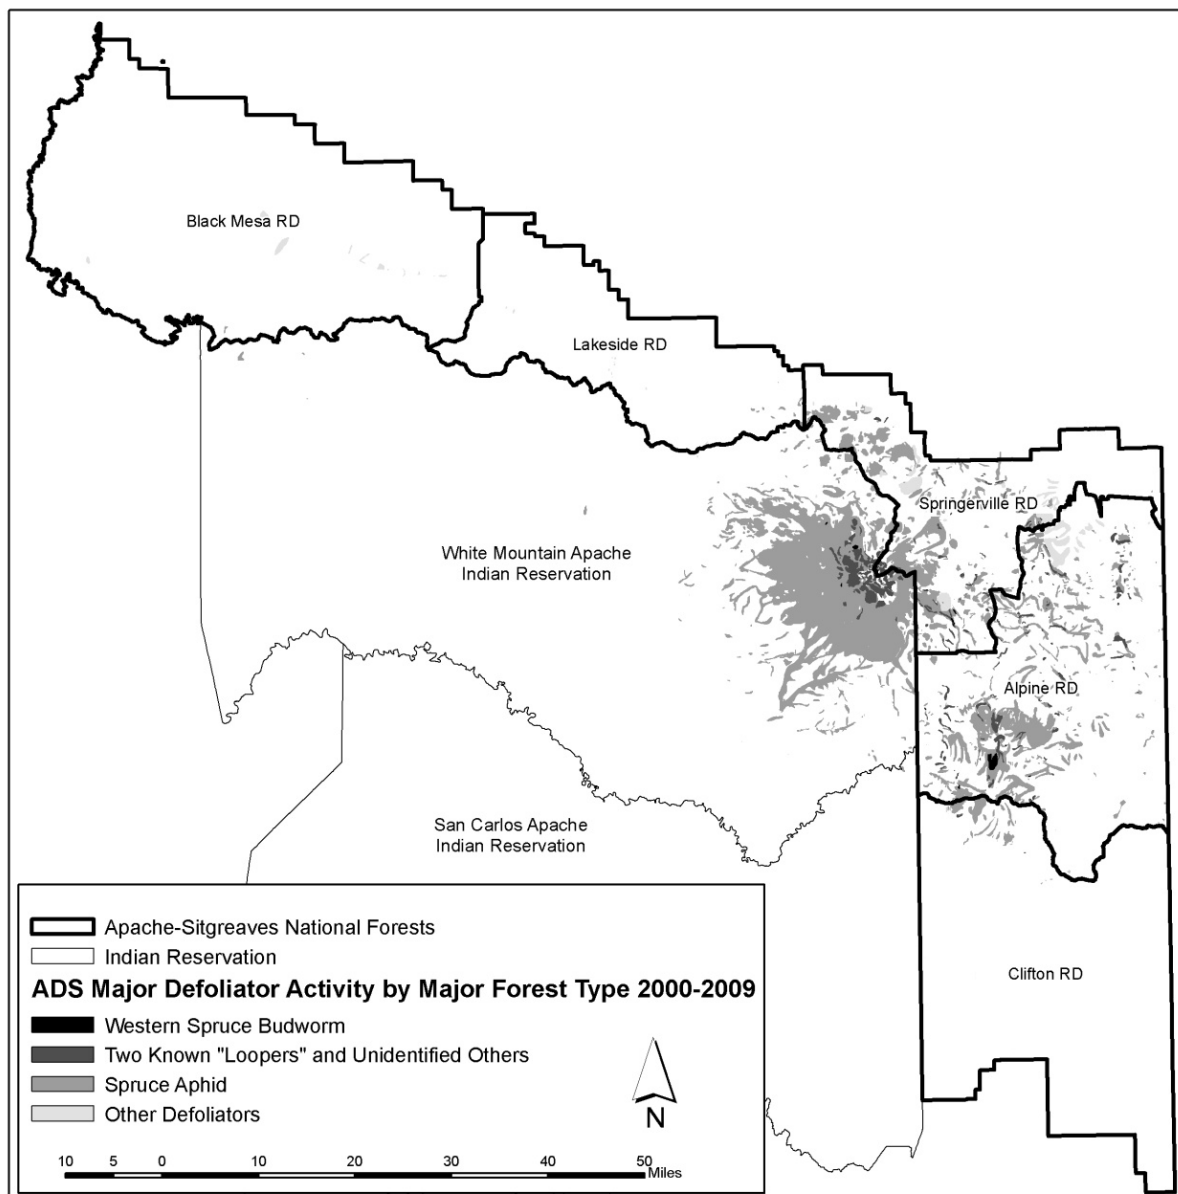 Black Mesa RD
Lakeside RD
Springerville RD
White Mountain Apache
Indian Reservation
Alpine RD
San Carlos Apache
Indian Reservation
Clifton RD
Apache-Sitgreaves National Forests
Indian Reservation
ADS Major Defoliator Activity by Major Forest Type 2000-2009
Western Spruce Budworm
Two Known "Loopers" and Unidentified Others
Spruce Aphid
Other Defoliators
N
10 5 0 10 20 30 40 50 Miles